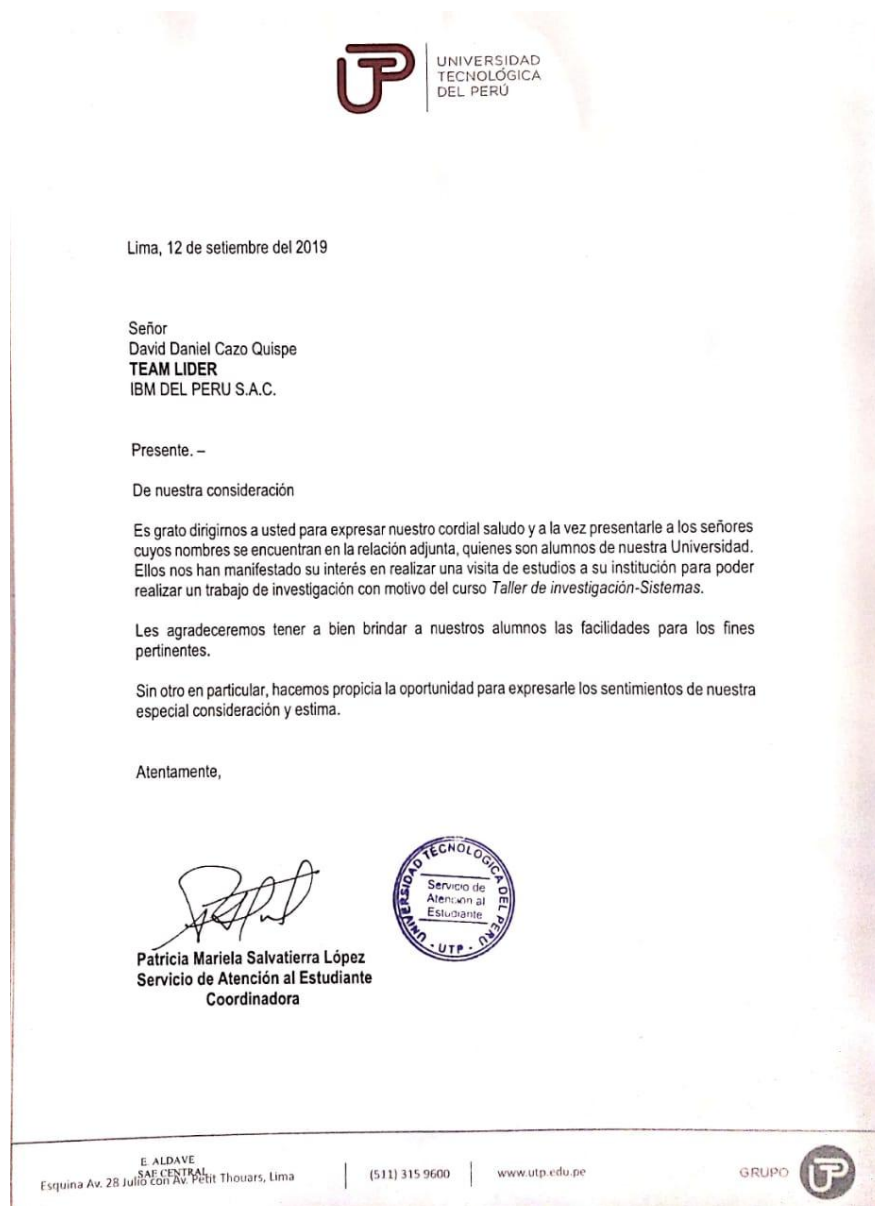 UNIVERSIDAD
TECNOLÓGICA
DEL PERÚ
Lima, 12 de setiembre del 2019
Señor
David Daniel Cazo Quispe
TEAM LIDER
IBM DEL PERU S.A.C.
Presente. –
De nuestra consideración
Es grato dirigirnos a usted para expresar nuestro cordial saludo y a la vez presentarle a los señores
cuyos nombres se encuentran en la relación adjunta, quienes son alumnos de nuestra Universidad.
Ellos nos han manifestado su interés en realizar una visita de estudios a su institución para poder
realizar un trabajo de investigación con motivo del curso Taller de investigación-Sistemas.
Les agradeceremos tener a bien brindar a nuestros alumnos las facilidades para los fines
pertinentes.
Sin otro en particular, hacemos propicia la oportunidad para expresarle los sentimientos de nuestra
especial consideración y estima.
Atentamente,
UNIVERSIDAD TECNOLOGICA DEL PERU
Servicio de
Atención al
Estudiante
- UTP -
Patricia Mariela Salvatierra López
Servicio de Atención al Estudiante
Coordinadora
E. ALDAVE
SAE CENTRAL
Esquina Av. 28 Julio con Av. Petit Thouars, Lima
(511) 315 9600
www.utp.edu.pe
GRUPO UTP